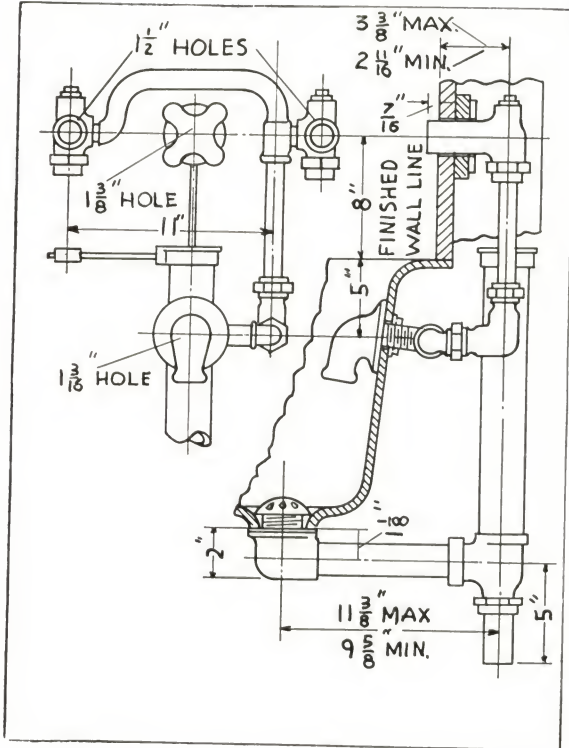 1 1/2" HOLES
3 3/8" MAX.
2 11/16" MIN.
7/16"
1 3/8" HOLE
11"
8"
FINISHED
WALL LINE
5"
1 3/16" HOLE
2"
11 3/8" MAX
9 5/8" MIN.
5"